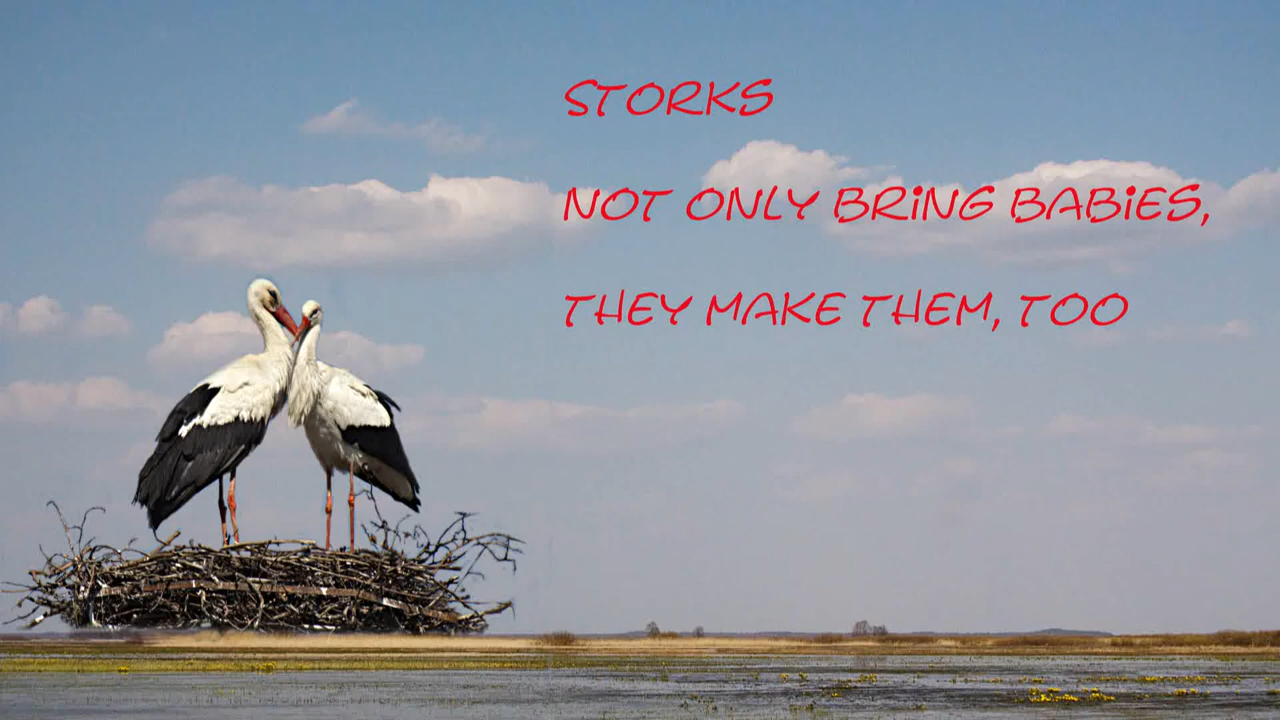 STORKS
NOT ONLY BRING BABIES,
THEY MAKE THEM, TOO